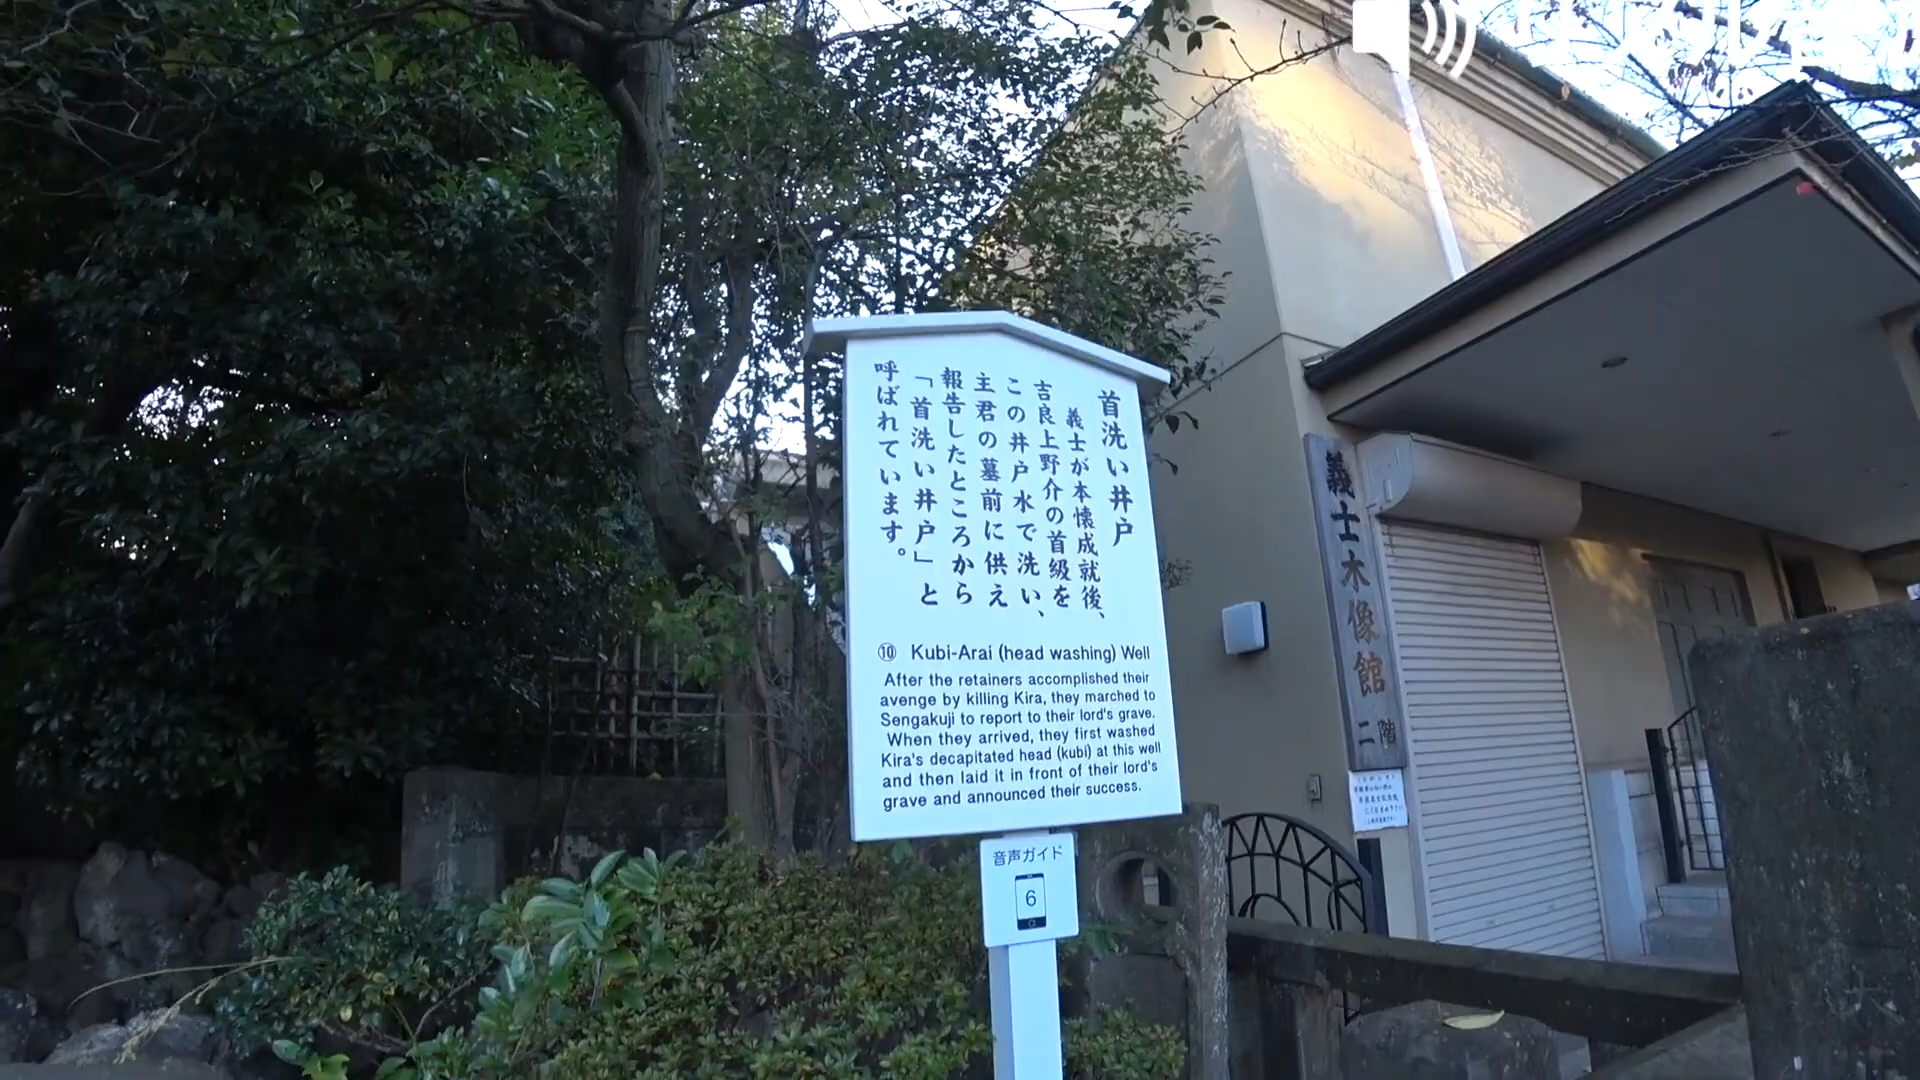 首洗い井戸
義士が本懐成就後、
吉良上野介の首級を
この井戸水で洗い、
主君の墓前に供え
報告したところから
「首洗い井戸」と
呼ばれています。
⑩ Kubi-Arai (head washing) Well
After the retainers accomplished their
avenge by killing Kira, they marched to
Sengakuji to report to their lord's grave.
When they arrived, they first washed
Kira's decapitated head (kubi) at this well
and then laid it in front of their lord's
grave and announced their success.
音声ガイド
6
義士木像館
二階